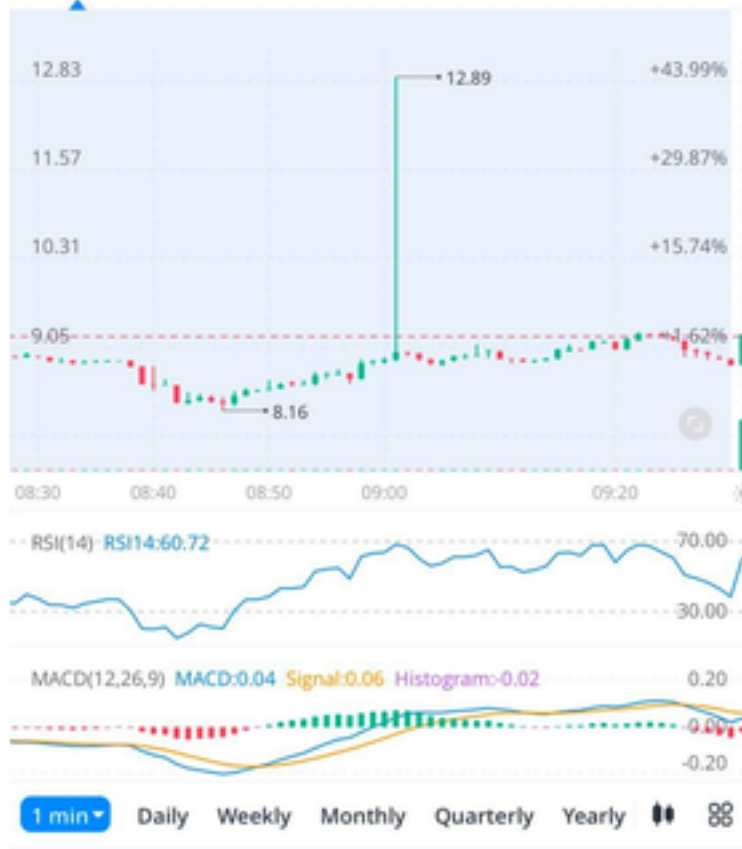 12.83 +43.99%
12.89
11.57 +29.87%
10.31 +15.74%
9.05 +1.62%
8.16
08:30 08:40 08:50 09:00 09:20
RSI(14) RSI14:60.72 70.00
30.00
MACD(12,26,9) MACD:0.04 Signal:0.06 Histogram:-0.02 0.20
-0.00
-0.20
1 min Daily Weekly Monthly Quarterly Yearly